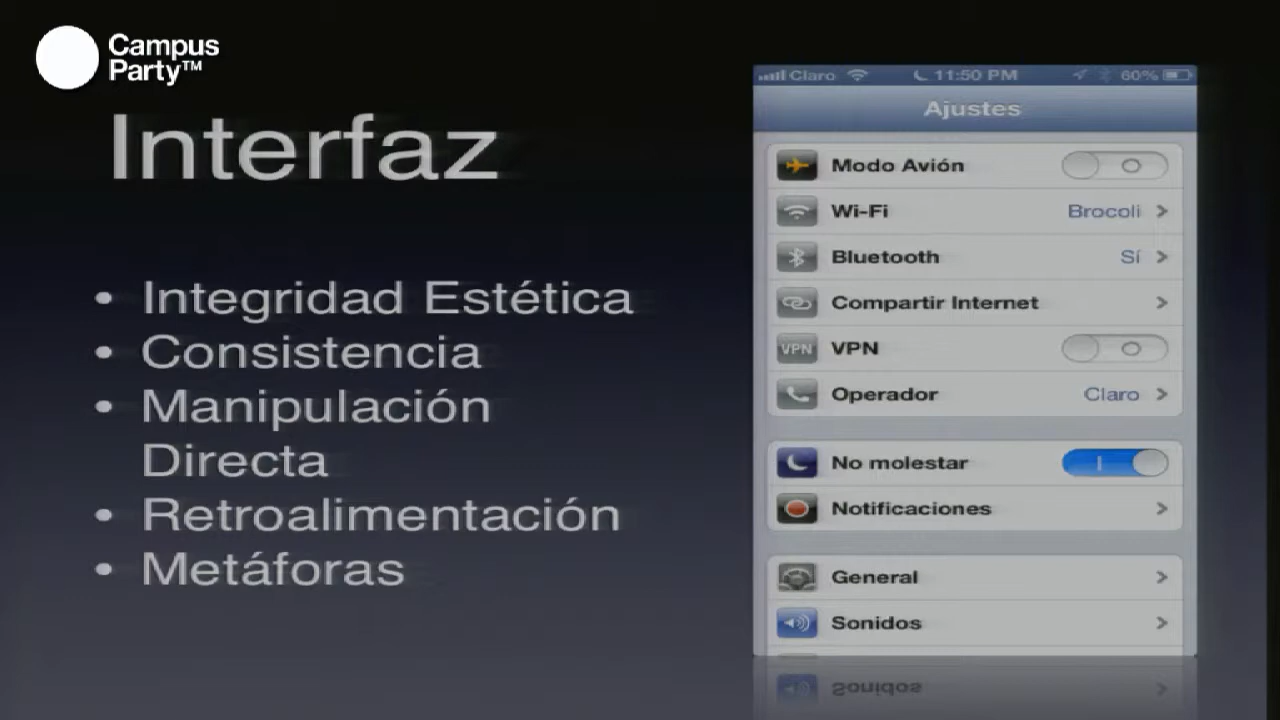 Campus
Party™
Interfaz
• Integridad Estética
• Consistencia
• Manipulación
Directa
• Retroalimentación
• Metáforas
Claro 11:50 PM 60%
Ajustes
Modo Avión
Wi-Fi Brocoli
Bluetooth Sí
Compartir Internet
VPN VPN
Operador Claro
No molestar
Notificaciones
General
Sonidos
Sonidos